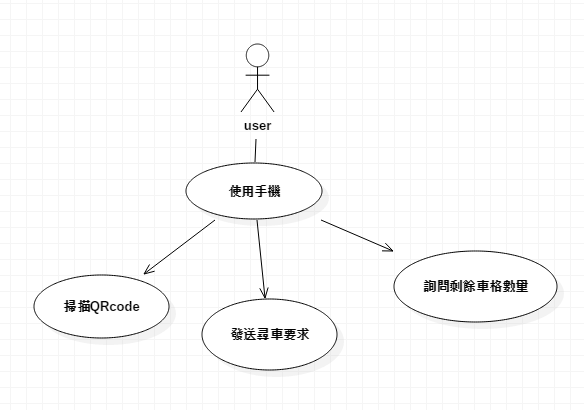 user
使用手機
掃描QRcode
發送尋車要求
詢問剩餘車格數量